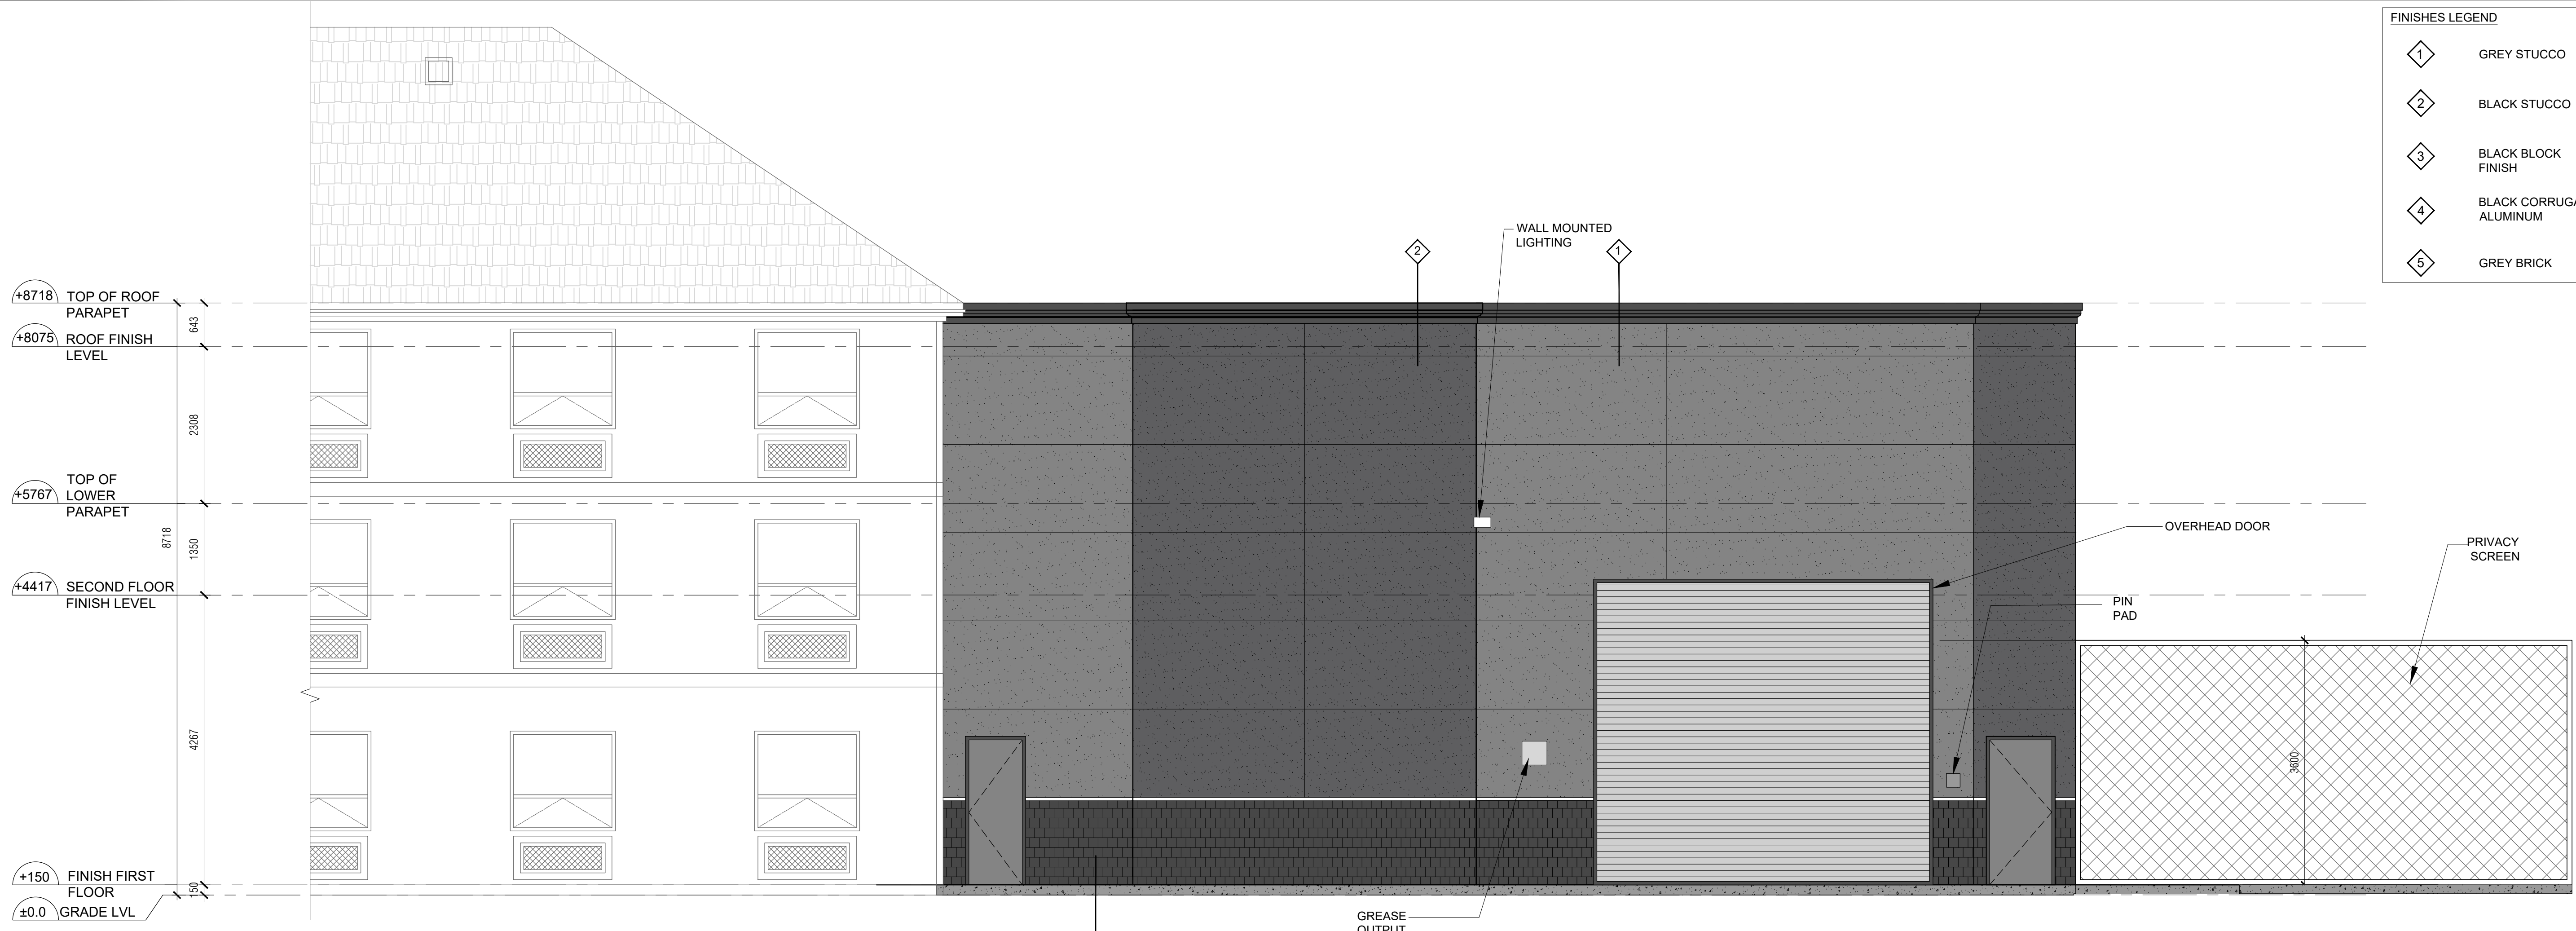 FINISHES LEGEND
1 GREY STUCCO
2 BLACK STUCCO
3 BLACK BLOCK
FINISH
4 BLACK CORRUGA
ALUMINUM
5 GREY BRICK
WALL MOUNTED
LIGHTING
2
1
+8718 TOP OF ROOF
PARAPET
643
+8075 ROOF FINISH
LEVEL
2308
+5767 TOP OF
LOWER
PARAPET
8718
1350
+4417 SECOND FLOOR
FINISH LEVEL
4267
+150 FINISH FIRST
FLOOR
150
±0.0 GRADE LVL
OVERHEAD DOOR
PRIVACY
SCREEN
PIN
PAD
3600
GREASE
OUTPUT